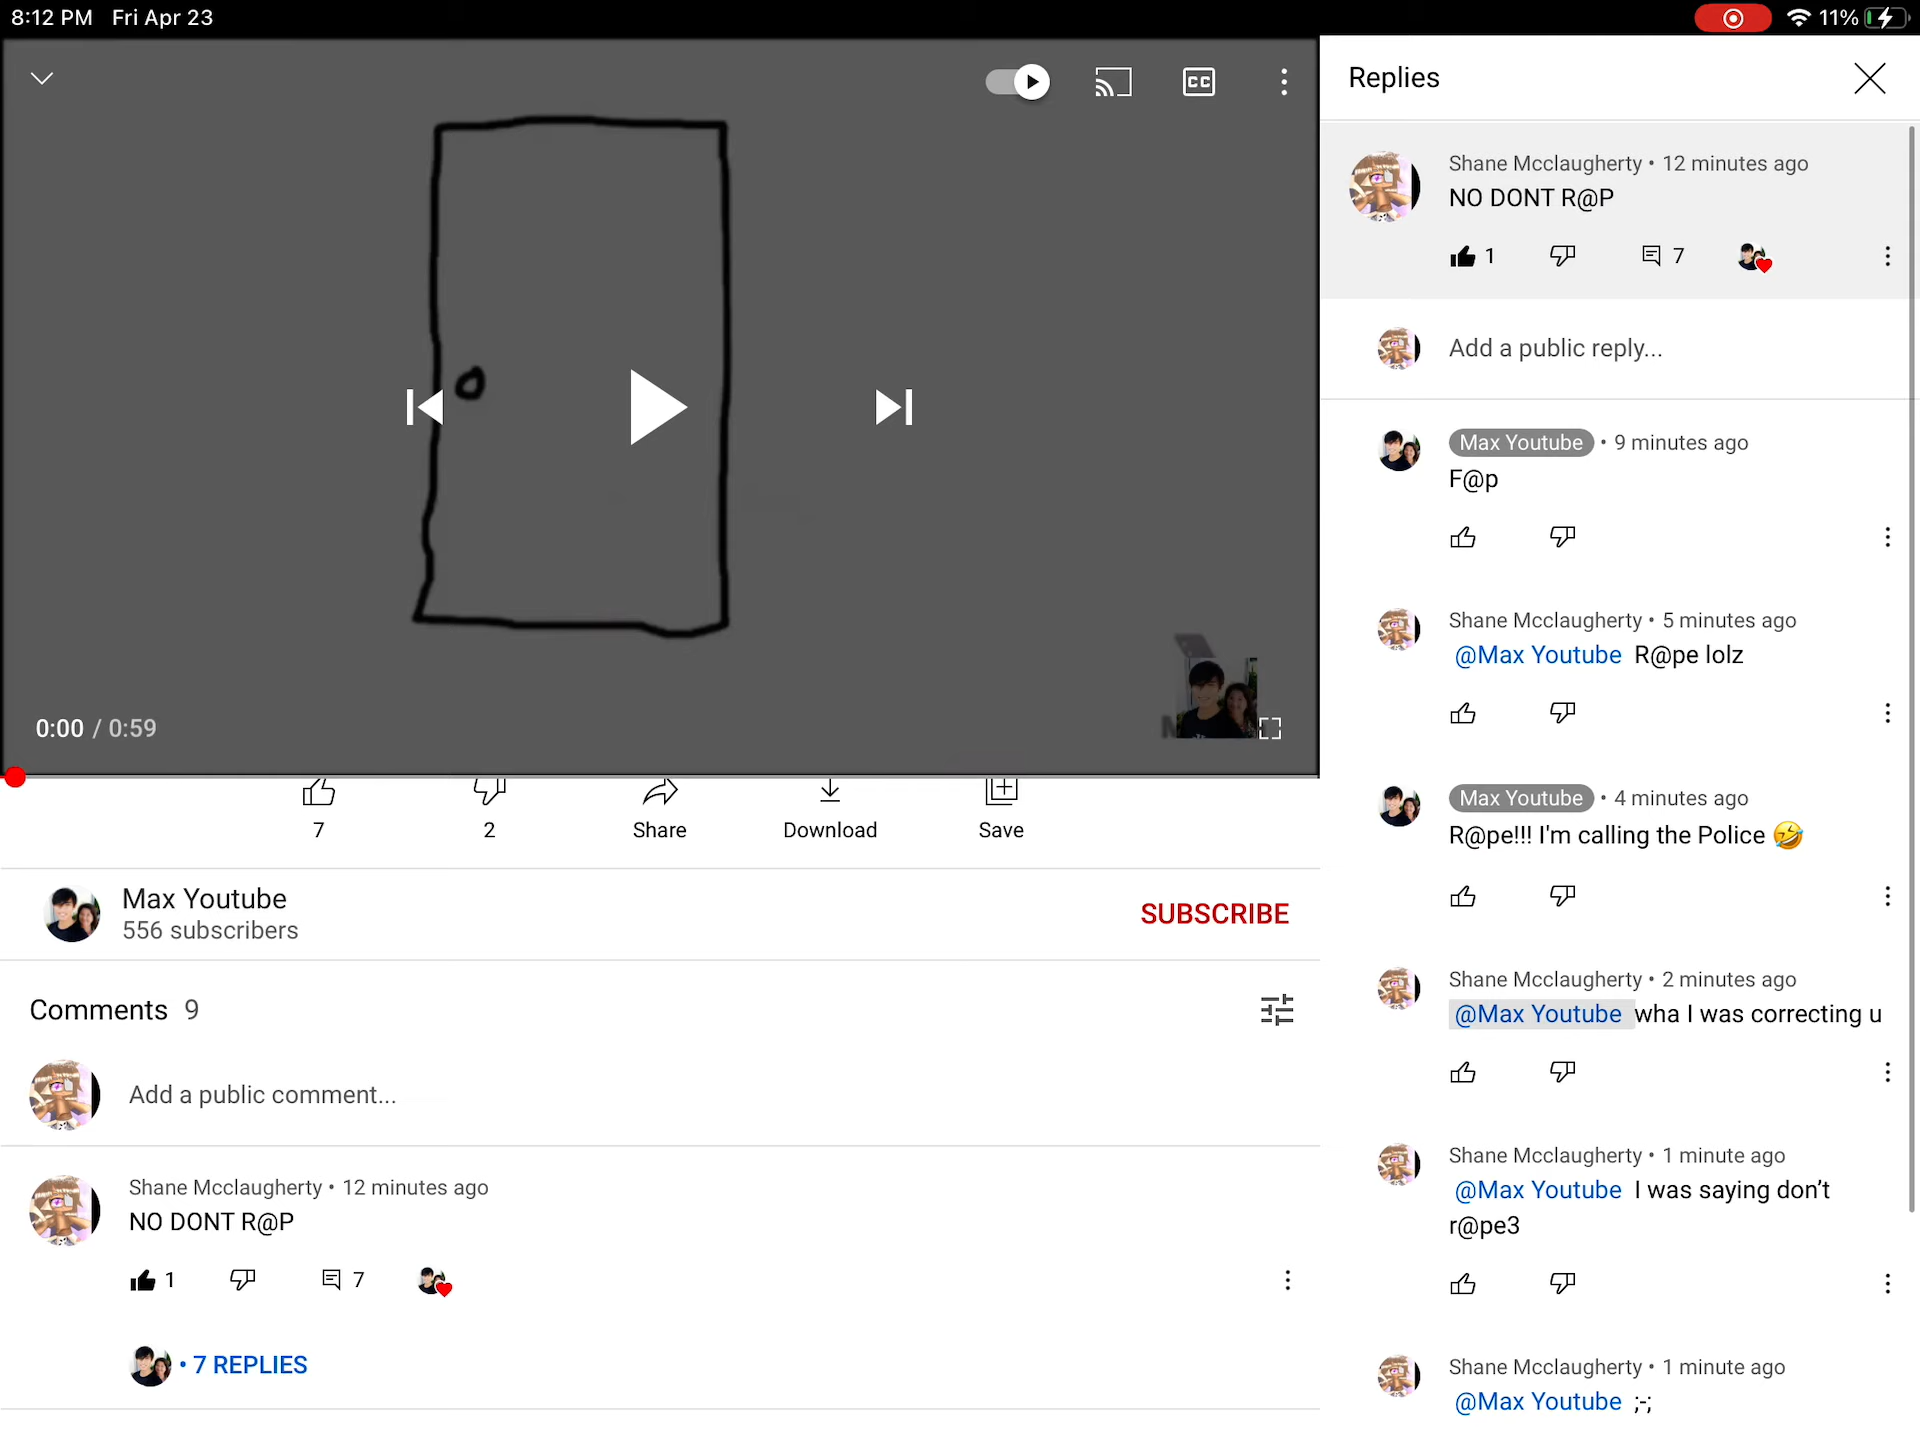 8:12 PM Fri Apr 23
11%
CC
0:00 / 0:59
7
2
Share
Download
Save
Max Youtube
556 subscribers
SUBSCRIBE
Comments 9
Add a public comment...
Shane Mcclaugherty • 12 minutes ago
NO DONT R@P
1
7
• 7 REPLIES
Replies
Shane Mcclaugherty • 12 minutes ago
NO DONT R@P
1
7
Add a public reply...
Max Youtube • 9 minutes ago
F@p
Shane Mcclaugherty • 5 minutes ago
@Max Youtube R@pe lolz
Max Youtube • 4 minutes ago
R@pe!!! I'm calling the Police 🤣
Shane Mcclaugherty • 2 minutes ago
@Max Youtube wha I was correcting u
Shane Mcclaugherty • 1 minute ago
@Max Youtube I was saying don’t
r@pe3
Shane Mcclaugherty • 1 minute ago
@Max Youtube ;-;